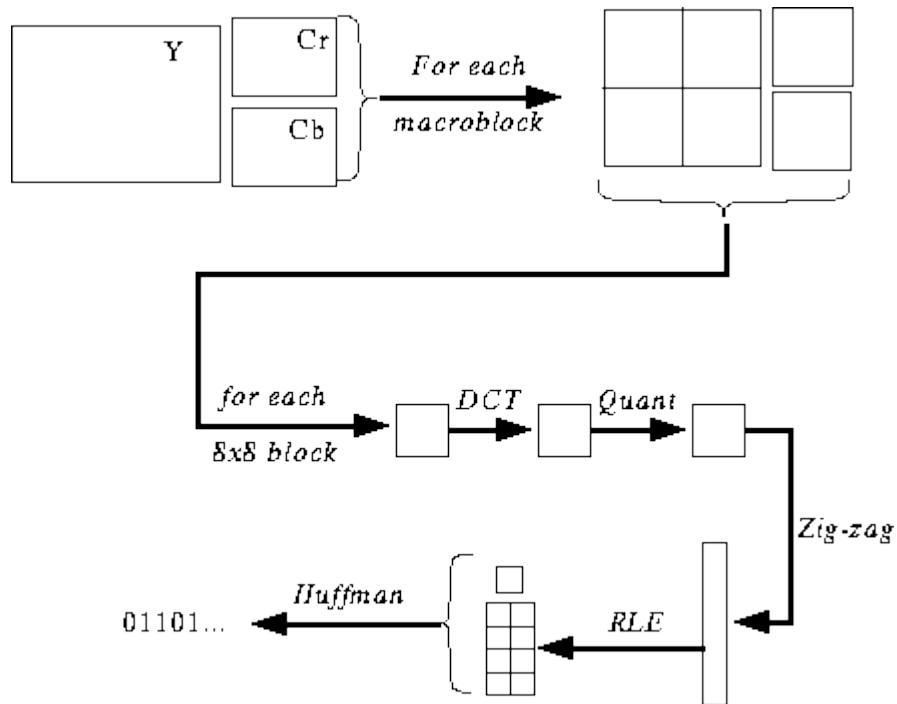 Y
Cr
Cb
For each
macroblock
for each
8x8 block
DCT
Quant
Zig-zag
RLE
Huffman
01101...